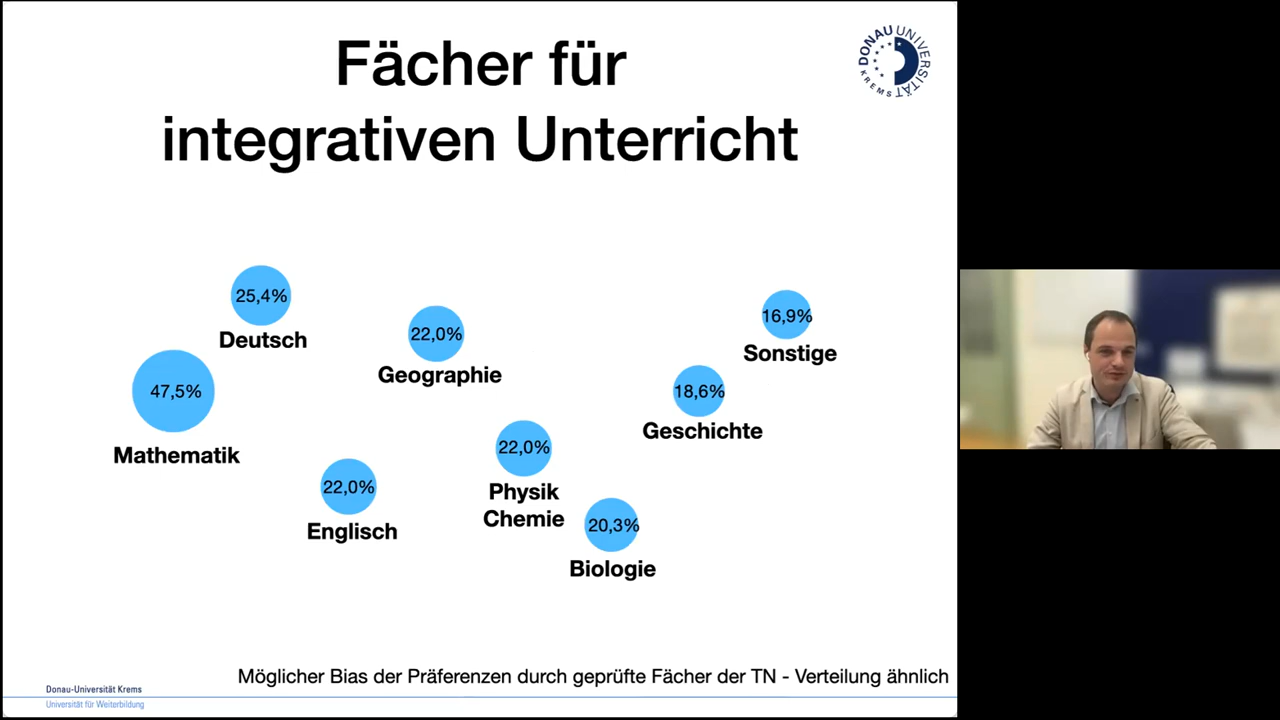 Fächer für
integrativen Unterricht
DONAU UNIVERSITÄT
KREMS
25,4%
Deutsch
22,0%
Geographie
16,9%
Sonstige
47,5%
Mathematik
18,6%
Geschichte
22,0%
Englisch
22,0%
Physik
Chemie
20,3%
Biologie
Möglicher Bias der Präferenzen durch geprüfte Fächer der TN - Verteilung ähnlich
Donau-Universität Krems
Universität für Weiterbildung